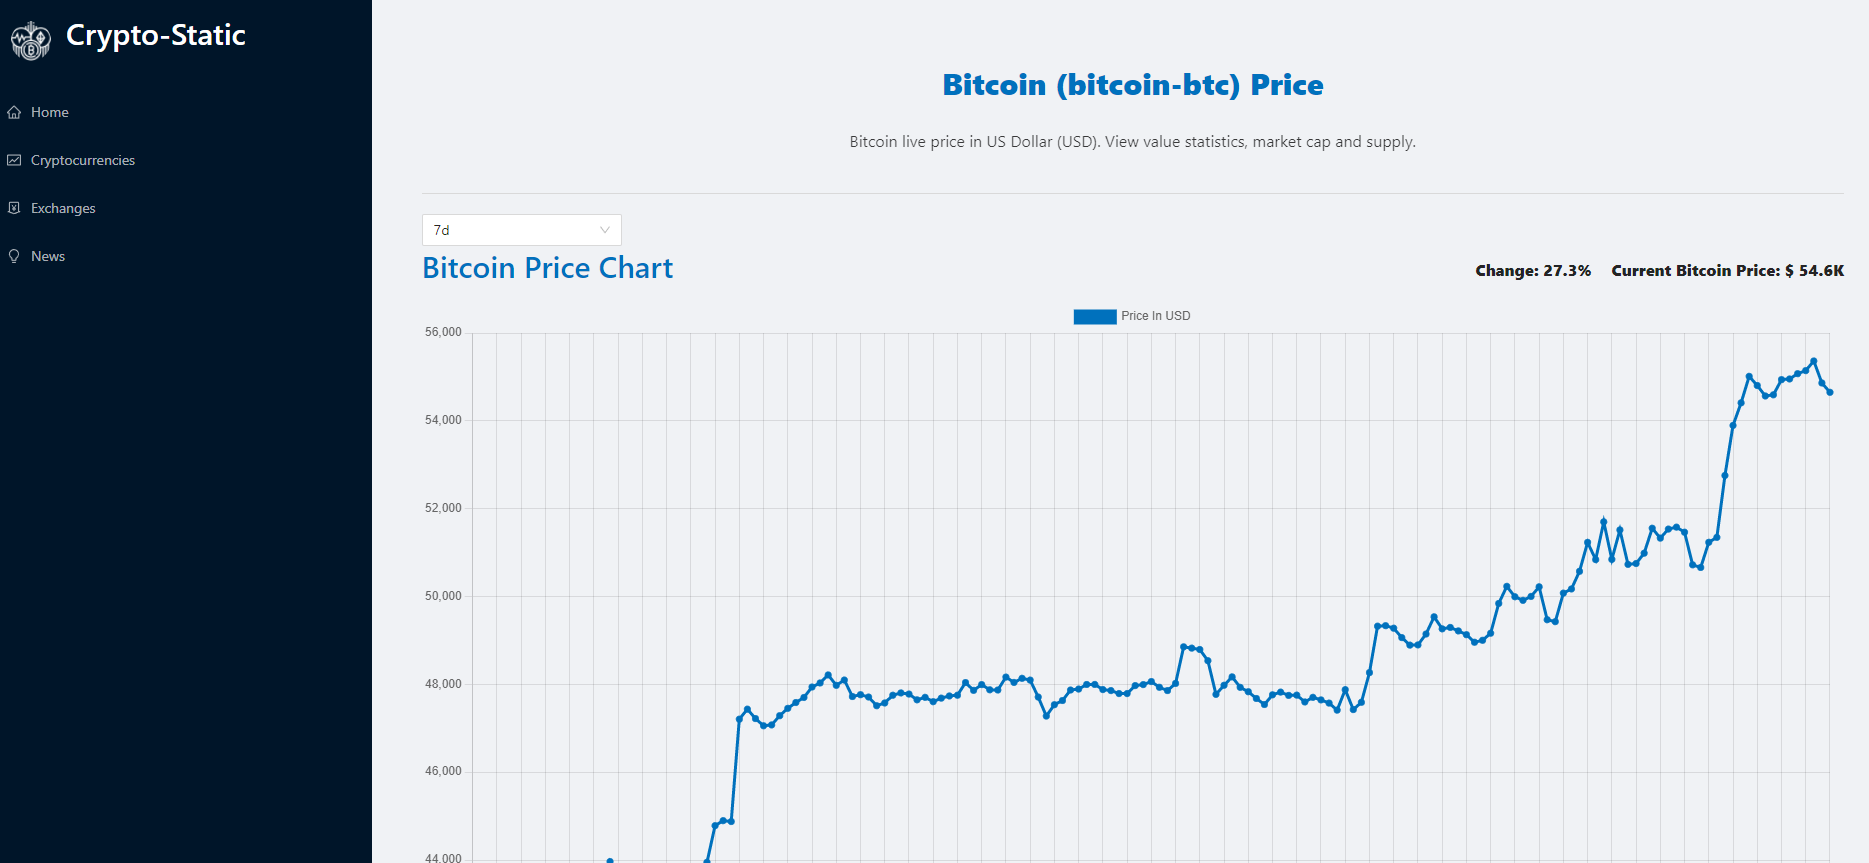 Crypto-Static
Home
Cryptocurrencies
Exchanges
News
Bitcoin (bitcoin-btc) Price
Bitcoin live price in US Dollar (USD). View value statistics, market cap and supply.
7d
Bitcoin Price Chart
Change: 27.3% Current Bitcoin Price: $ 54.6K
Price In USD
56,000
54,000
52,000
50,000
48,000
46,000
44,000